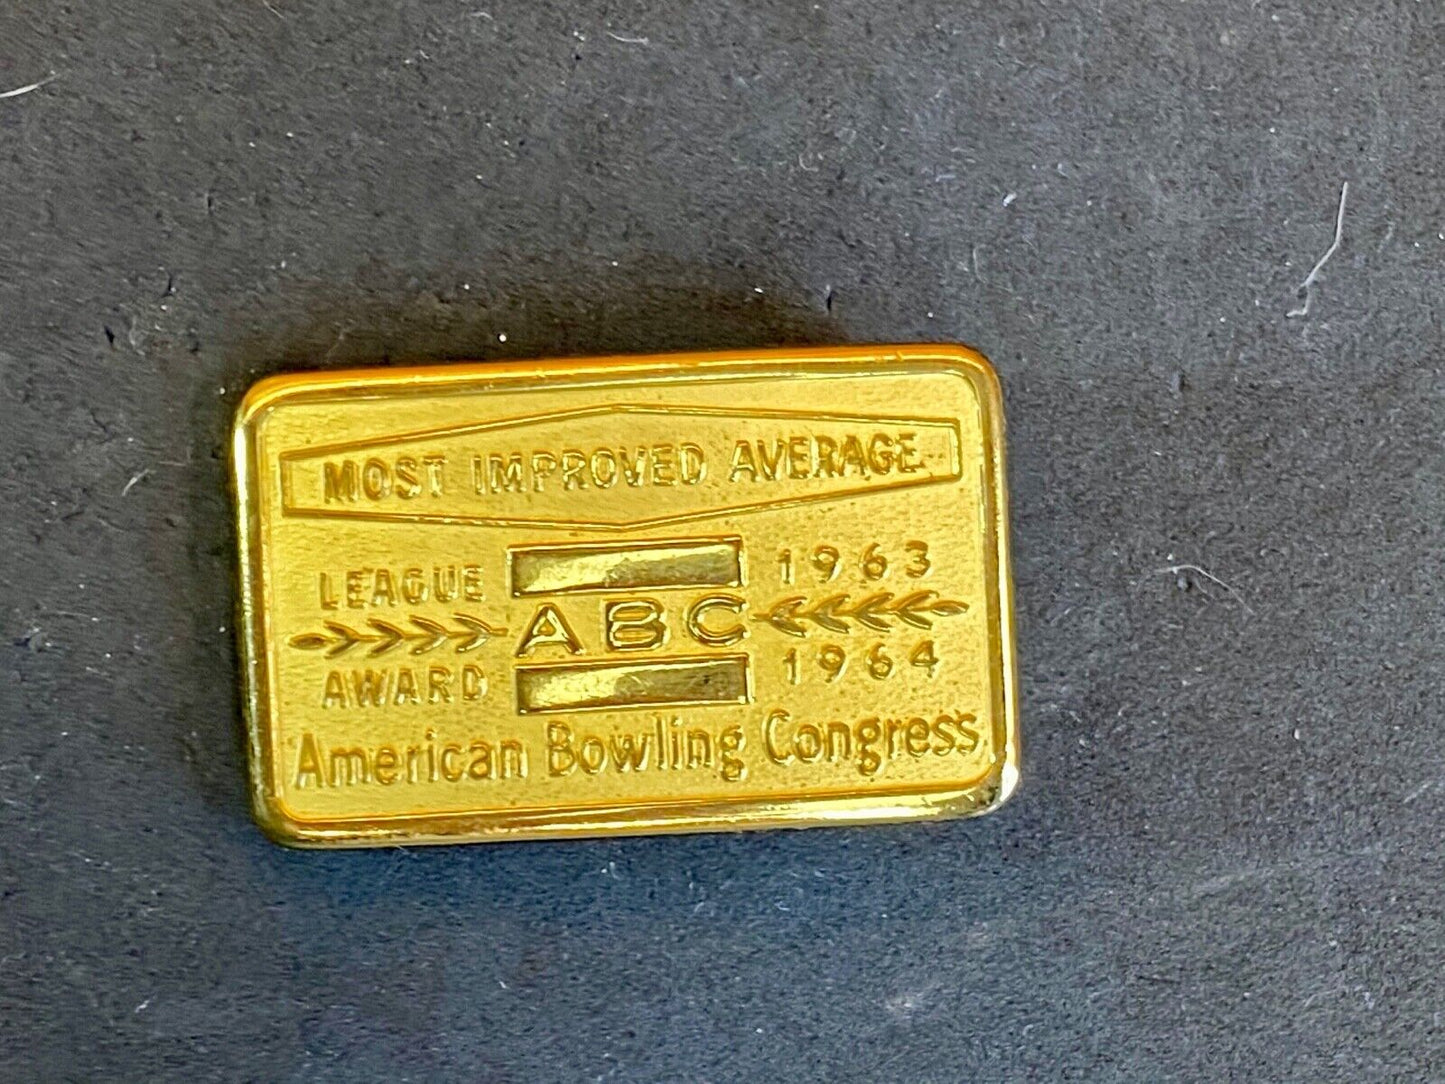 MOST IMPROVED AVERAGE
LEAGUE 1963
ABC
AWARD 1964
American Bowling Congress